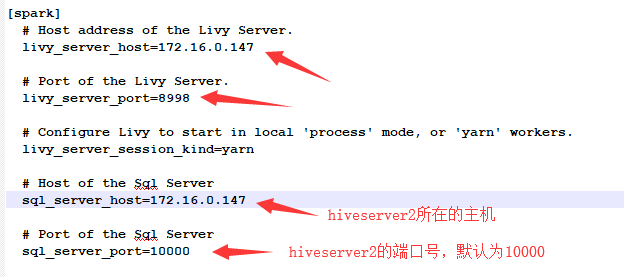 [spark]
# Host address of the Livy Server.
livy_server_host=172.16.0.147
# Port of the Livy Server.
livy_server_port=8998
# Configure Livy to start in local 'process' mode, or 'yarn' workers.
livy_server_session_kind=yarn
# Host of the Sql Server
sql_server_host=172.16.0.147
hiveserver2所在的主机
# Port of the Sql Server
sql_server_port=10000
hiveserver2的端口号，默认为10000